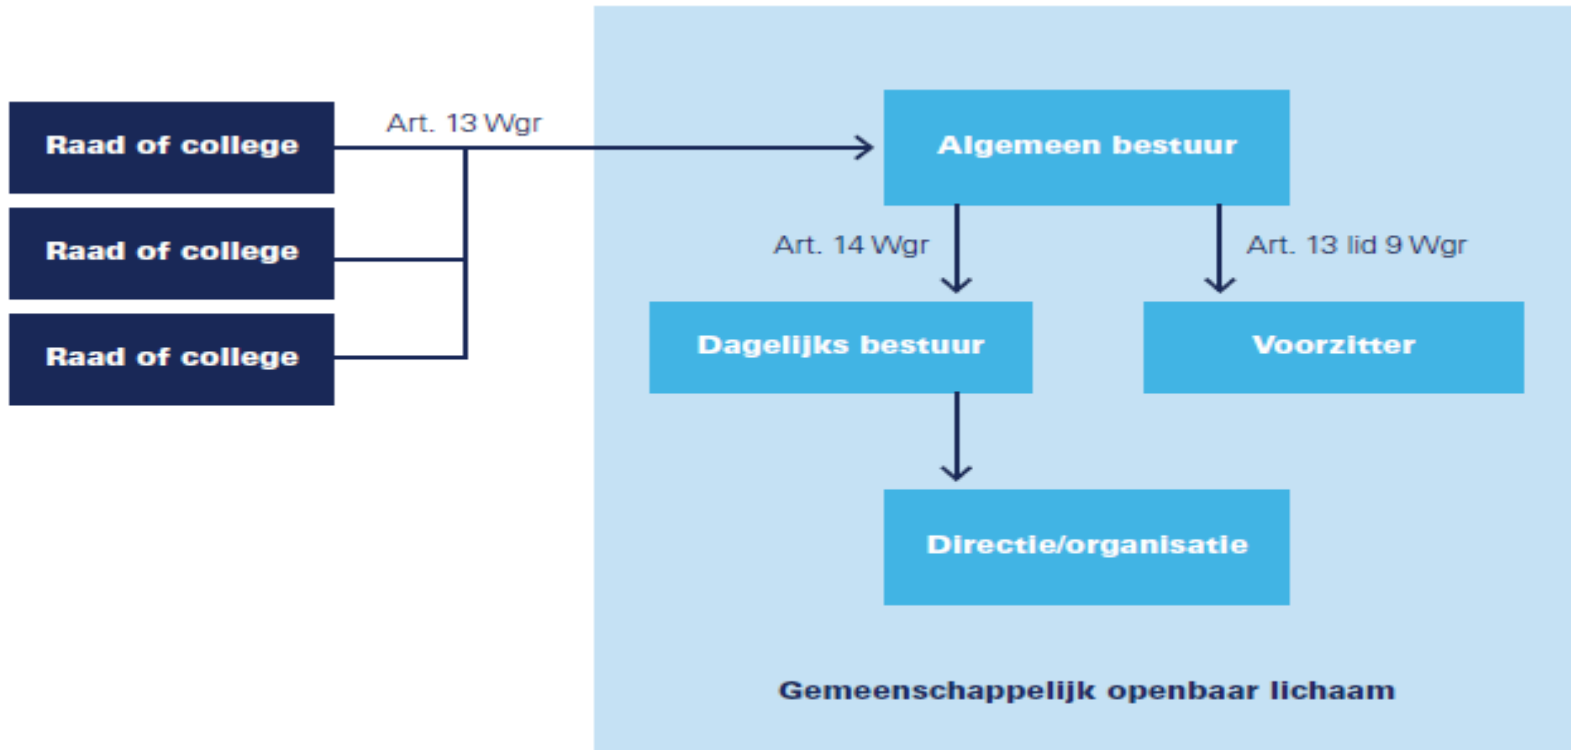 Raad of college
Art. 13 Wgr
Algemeen bestuur
Raad of college
Art. 14 Wgr
Art. 13 lid 9 Wgr
Raad of college
Dagelijks bestuur
Voorzitter
Directie/organisatie
Gemeenschappelijk openbaar lichaam